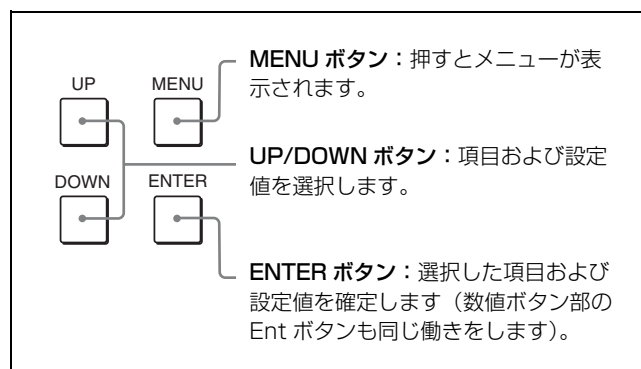 UP
MENU
DOWN
ENTER
MENU ボタン：押すとメニューが表
示されます。
UP/DOWN ボタン：項目および設定
値を選択します。
ENTER ボタン：選択した項目および
設定値を確定します（数値ボタン部の
Ent ボタンも同じ働きをします）。